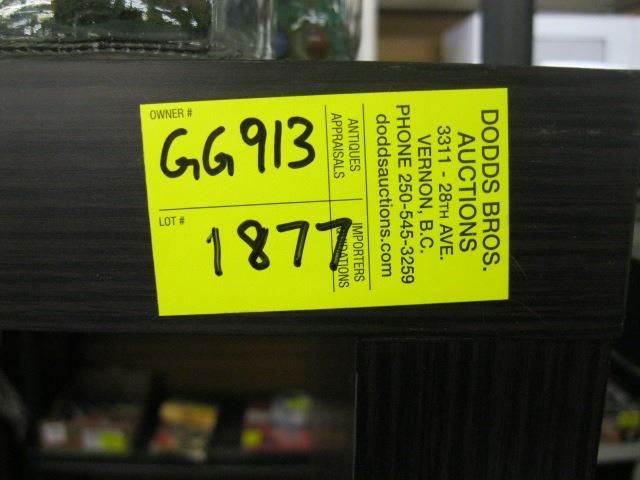 OWNER #
GG913
LOT #
1877
ANTIQUES
APPRAISALS
IMPORTERS
DODDS BROS.
AUCTIONS
3311 - 28TH AVE.
VERNON, B.C.
PHONE 250-545-3259
doddsauctions.com